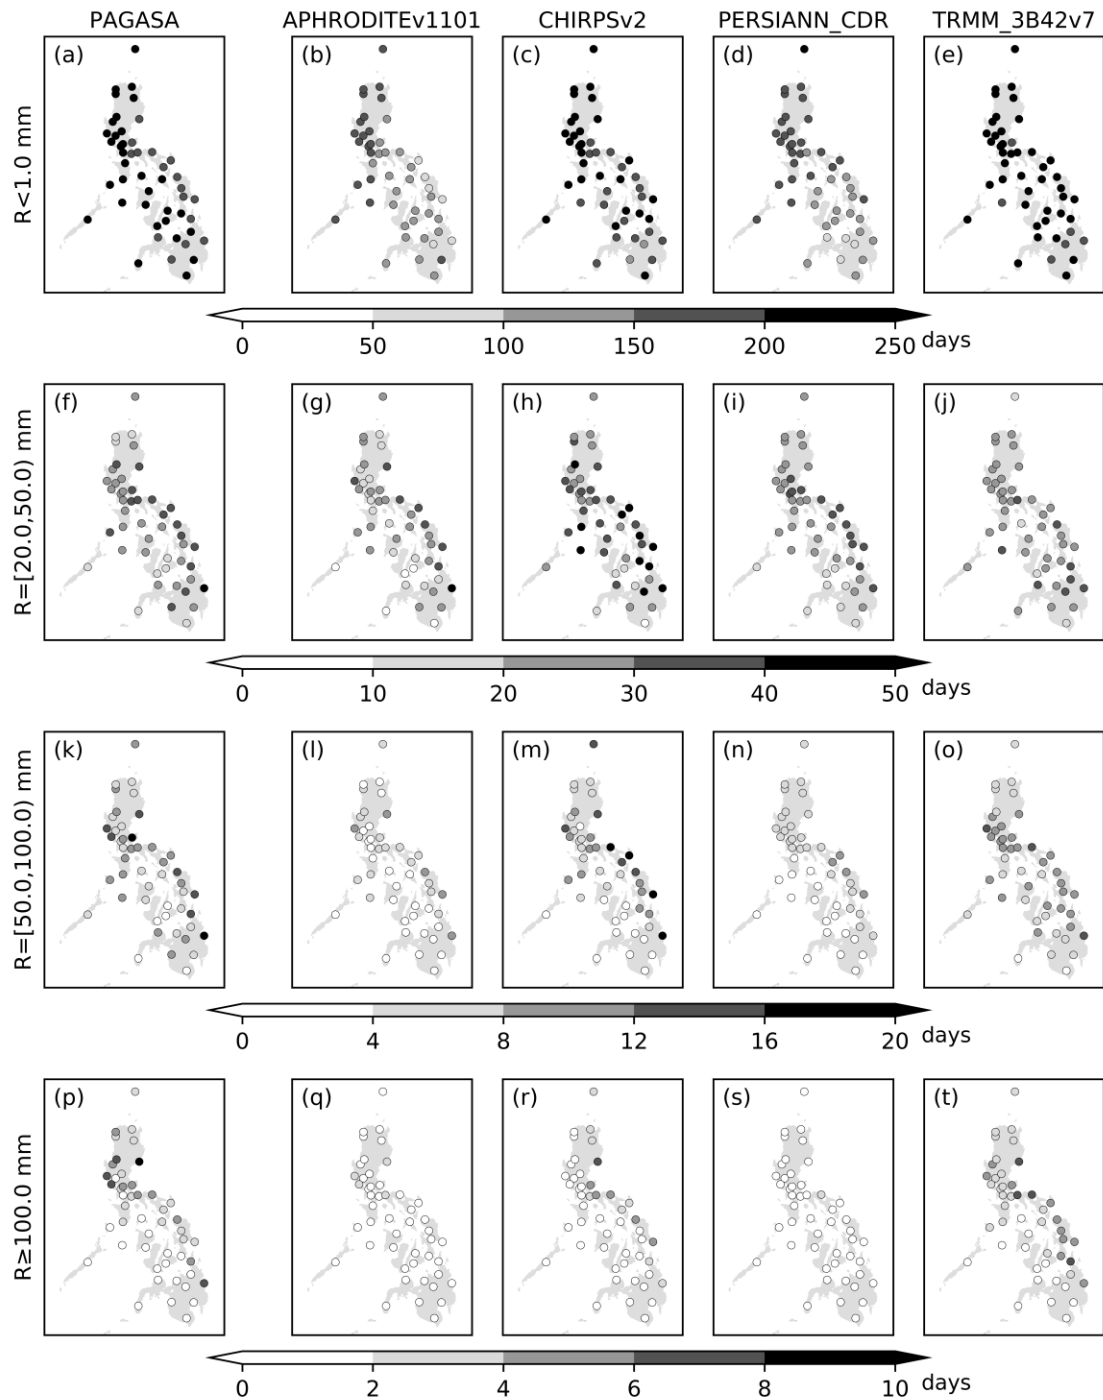 PAGASA APHRODITEv1101 CHIRPSv2 PERSIANN_CDR TRMM_3B42v7
R<1.0 mm
(a) (b) (c) (d) (e)
0 50 100 150 200 250 days
R=[20.0,50.0) mm
(f) (g) (h) (i) (j)
0 10 20 30 40 50 days
R=[50.0,100.0) mm
(k) (l) (m) (n) (o)
0 4 8 12 16 20 days
R≥100.0 mm
(p) (q) (r) (s) (t)
0 2 4 6 8 10 days